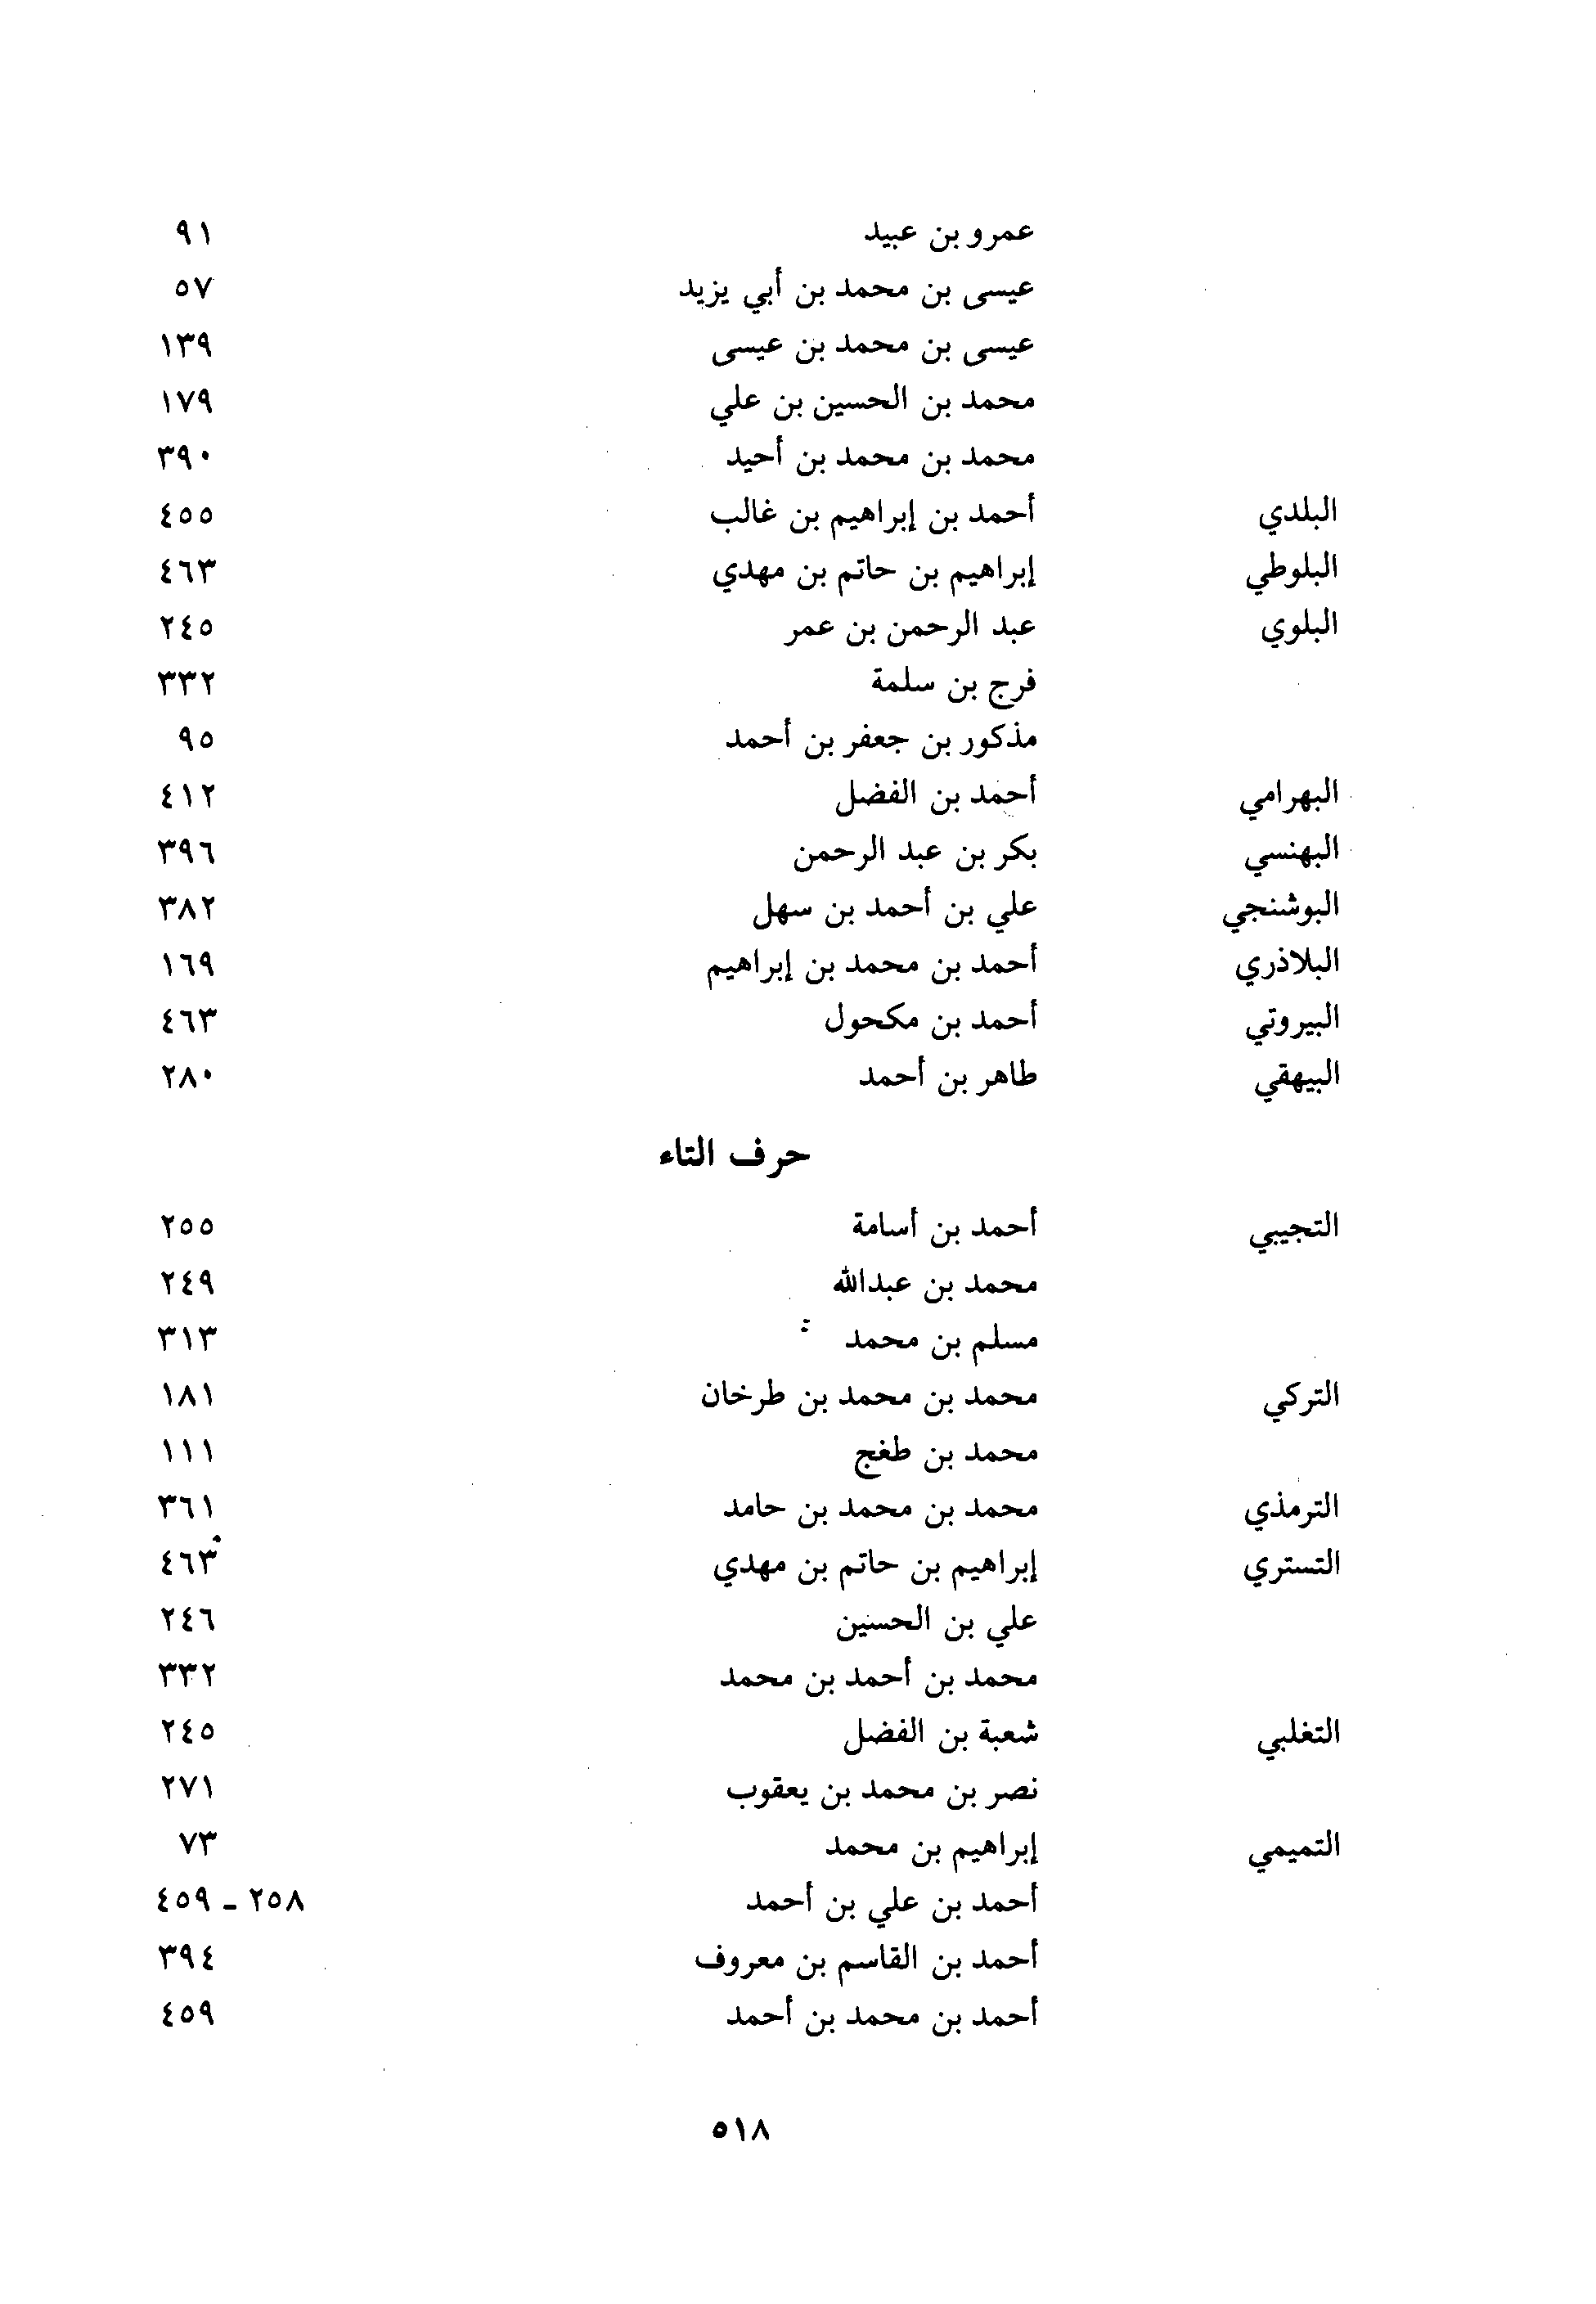 عمرو بن عبيد ٩١
عيسى بن محمد بن أبي يزيد ٥٧
عيسى بن محمد بن عيسى ١٣٩
محمد بن الحسين بن علي ١٧٩
محمد بن محمد بن أحيد ٣٩٠
البلدي أحمد بن إبراهيم بن غالب ٤٥٥
البلوطي إبراهيم بن حاتم بن مهدي ٤٦٣
البلوي عبد الرحمن بن عمر ٢٤٥
فرج بن سلمة ٣٣٢
مذكور بن جعفر بن أحمد ٩٥
البهرامي أحمد بن الفضل ٤١٢
البهنسي بكر بن عبد الرحمن ٣٩٦
البوشنجي علي بن أحمد بن سهل ٣٨٢
البلاذري أحمد بن محمد بن إبراهيم ١٦٩
البيروتي أحمد بن مكحول ٤٦٣
البيهقي طاهر بن أحمد ٢٨٠
حرف التاء
التجيبي أحمد بن أسامة ٢٥٥
محمد بن عبدالله ٢٤٩
مسلم بن محمد ٣١٣
التركي محمد بن محمد بن طرخان ١٨١
محمد بن طغج ١١١
الترمذي محمد بن محمد بن حامد ٣٦١
التستري إبراهيم بن حاتم بن مهدي ٤٦٣
علي بن الحسين ٢٤٦
محمد بن أحمد بن محمد ٣٣٢
التغلبي شعبة بن الفضل ٢٤٥
نصر بن محمد بن يعقوب ٢٧١
التميمي إبراهيم بن محمد ٧٣
أحمد بن علي بن أحمد ٢٥٨ - ٤٥٩
أحمد بن القاسم بن معروف ٣٩٤
أحمد بن محمد بن أحمد ٤٥٩
٥١٨